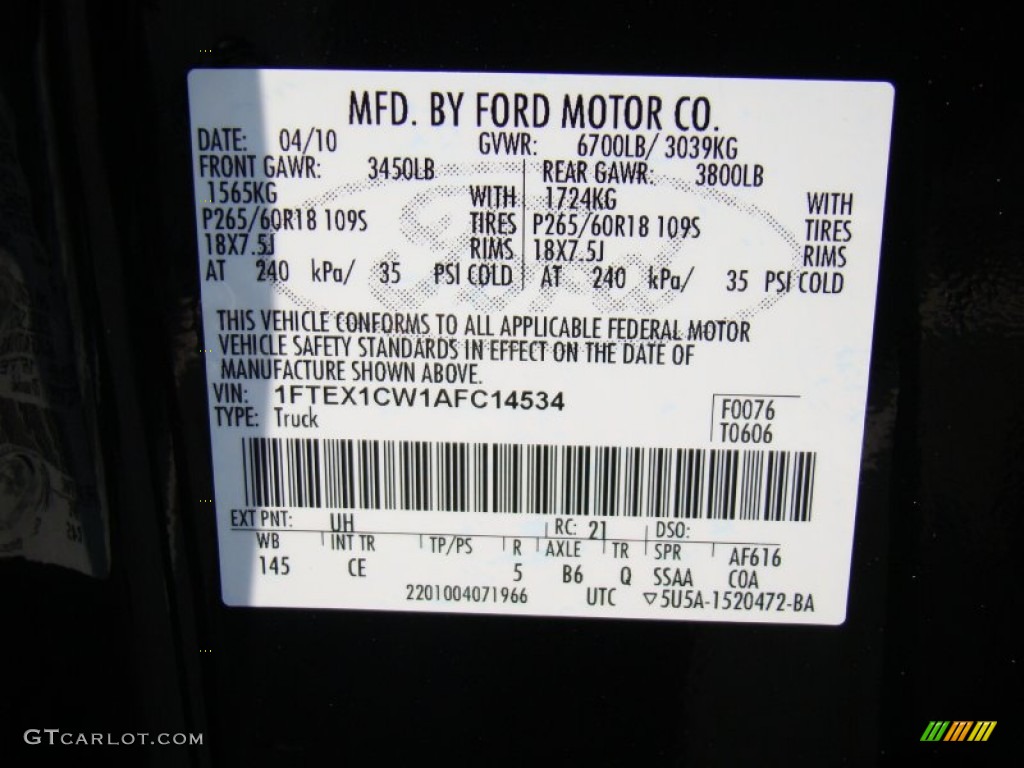 MFD. BY FORD MOTOR CO.
DATE: 04/10 GVWR: 6700LB/ 3039KG
FRONT GAWR: 3450LB REAR GAWR: 3800LB
1565KG WITH 1724KG WITH
P265/60R18 109S TIRES P265/60R18 109S TIRES
18X7.5J RIMS 18X7.5J RIMS
AT 240 kPa/ 35 PSI COLD AT 240 kPa/ 35 PSI COLD
THIS VEHICLE CONFORMS TO ALL APPLICABLE FEDERAL MOTOR
VEHICLE SAFETY STANDARDS IN EFFECT ON THE DATE OF
MANUFACTURE SHOWN ABOVE.
VIN: 1FTEX1CW1AFC14534 F0076
TYPE: Truck T0606
EXT PNT: UH RC: 21 DSO:
WB INT TR TP/PS R AXLE TR SPR AF616
145 CE 5 B6 Q SSAA COA
2201004071966 UTC ▽5U5A-1520472-BA
GTCARLOT.COM